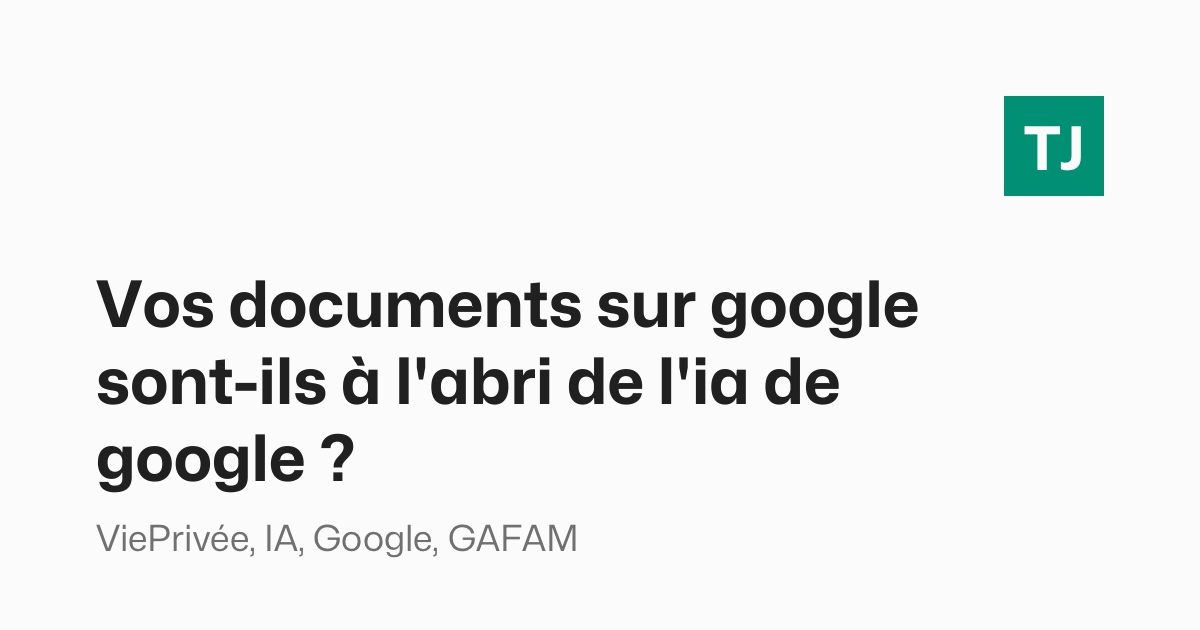 TJ
Vos documents sur google
sont-ils à l'abri de l'ia de
google ?
ViePrivée, IA, Google, GAFAM